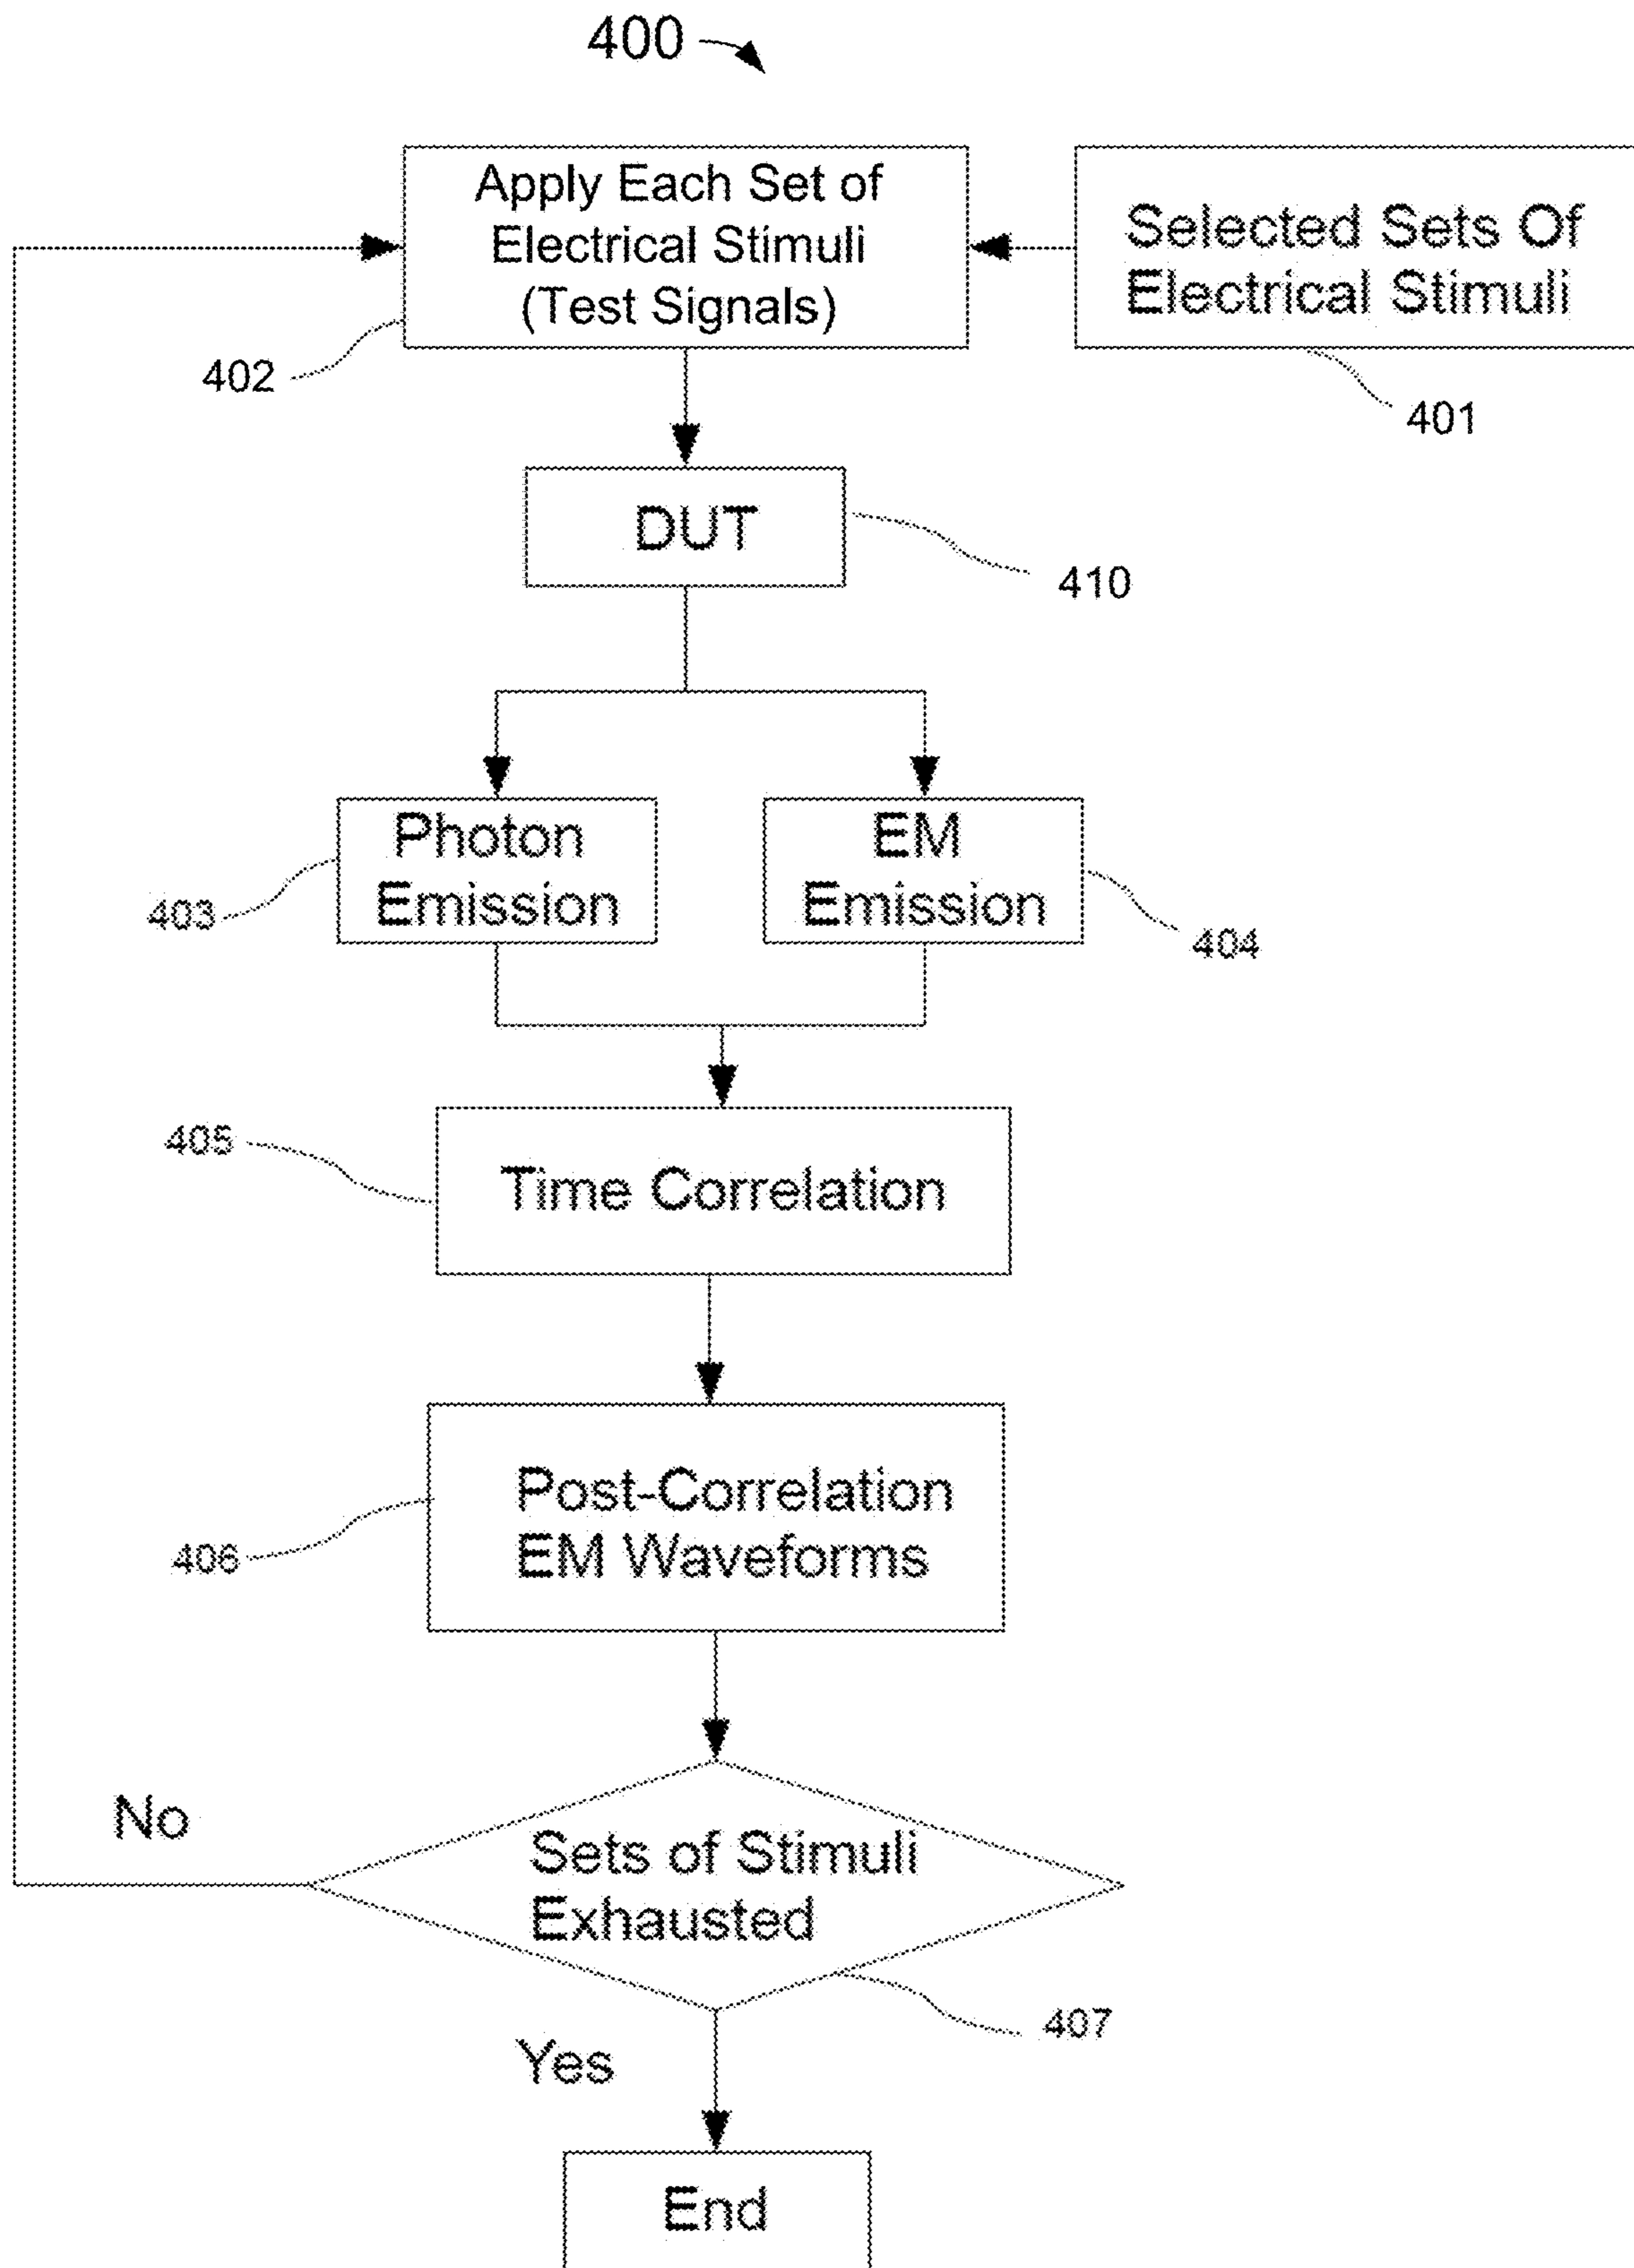 400
Apply Each Set of
Electrical Stimuli
(Test Signals)
402
Selected Sets Of
Electrical Stimuli
401
DUT
410
Photon
Emission
403
EM
Emission
404
405
Time Correlation
Post-Correlation
EM Waveforms
406
No
Sets of Stimuli
Exhausted
407
Yes
End